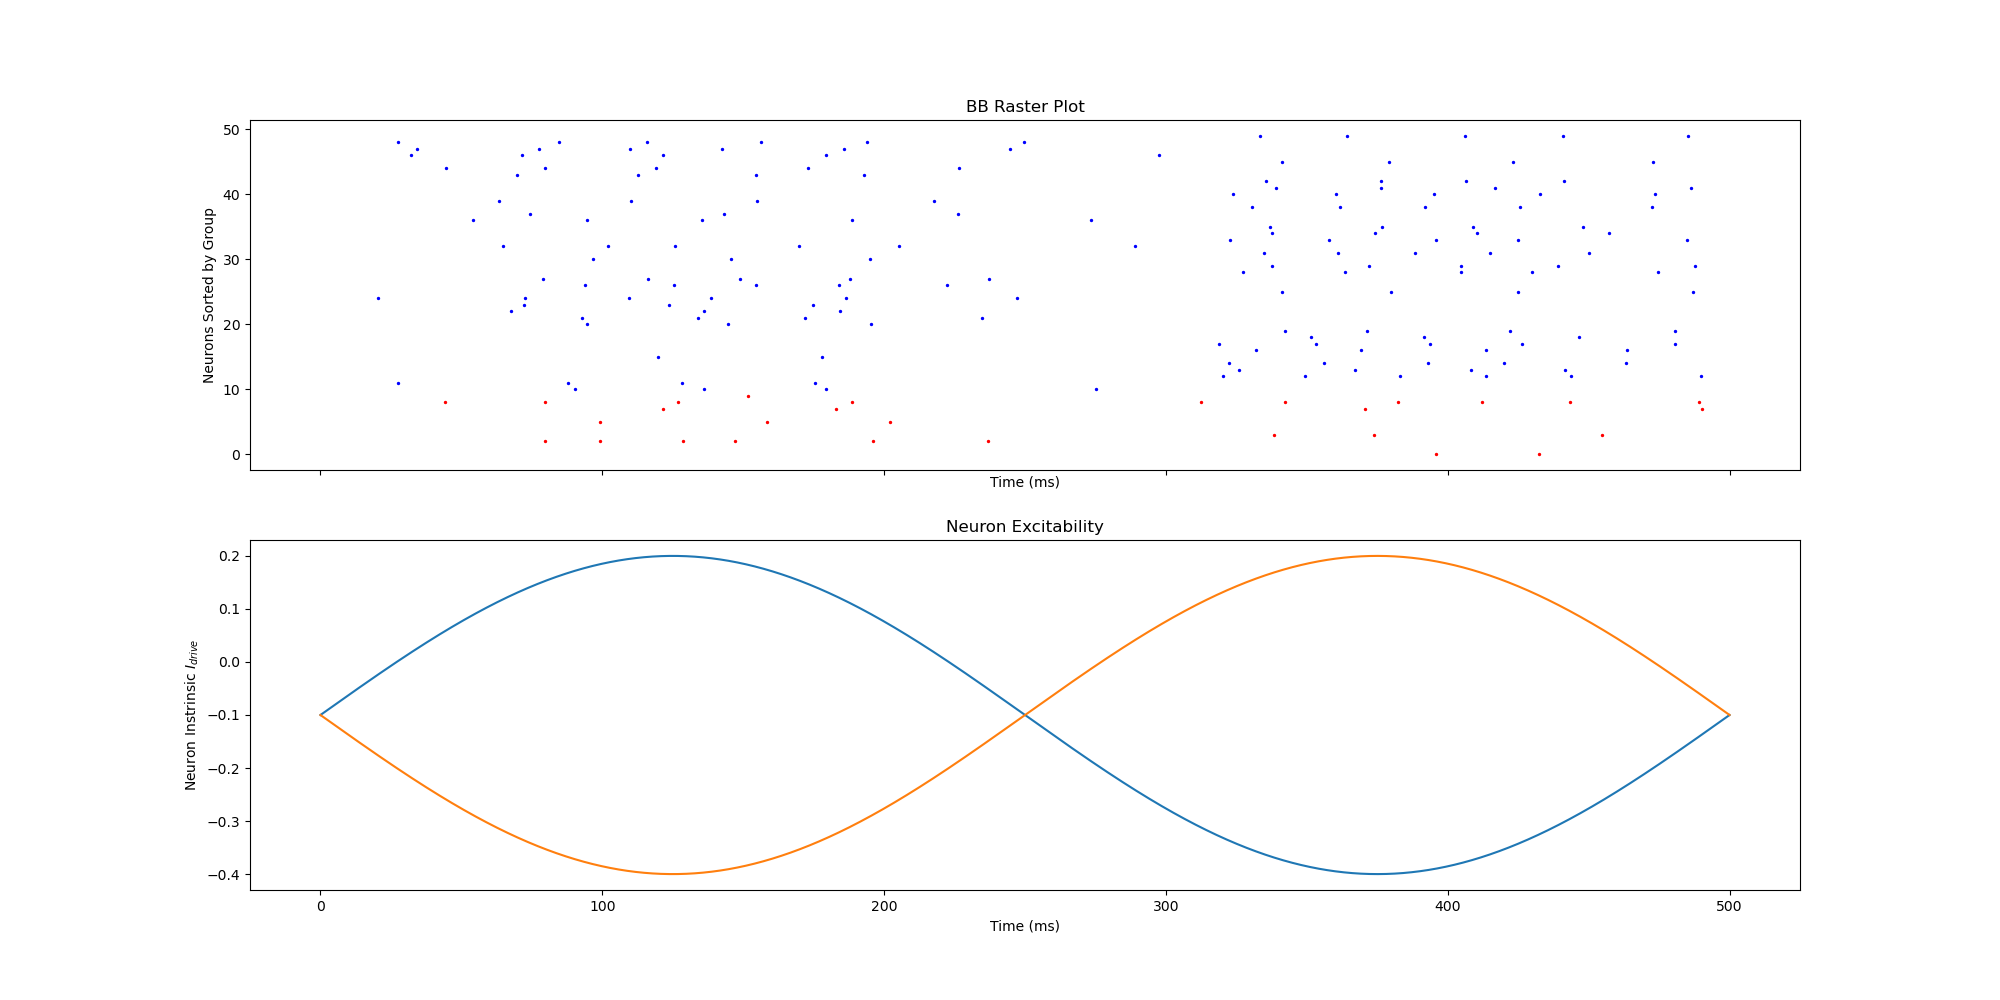 BB Raster Plot
50
40
30
20
10
0
Neurons Sorted by Group
Time (ms)
Neuron Excitability
0.2
0.1
0.0
−0.1
−0.2
−0.3
−0.4
Neuron Instrinsic I_drive
0 100 200 300 400 500
Time (ms)